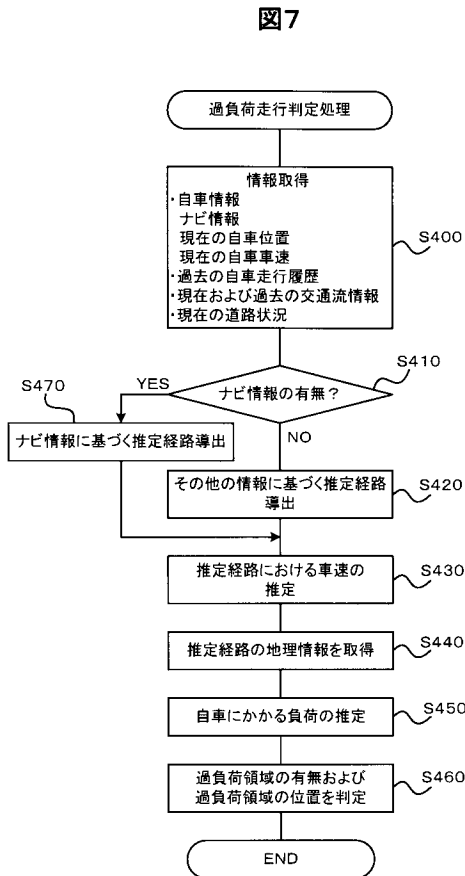 図7
過負荷走行判定処理
情報取得
・自車情報
ナビ情報
現在の自車位置
現在の自車車速
・過去の自車走行履歴
・現在および過去の交通流情報
・現在の道路状況
S400
ナビ情報の有無？
S410
YES
S470
ナビ情報に基づく推定経路導出
NO
その他の情報に基づく推定経路
導出
S420
推定経路における車速の
推定
S430
推定経路の地理情報を取得
S440
自車にかかる負荷の推定
S450
過負荷領域の有無および
過負荷領域の位置を判定
S460
END